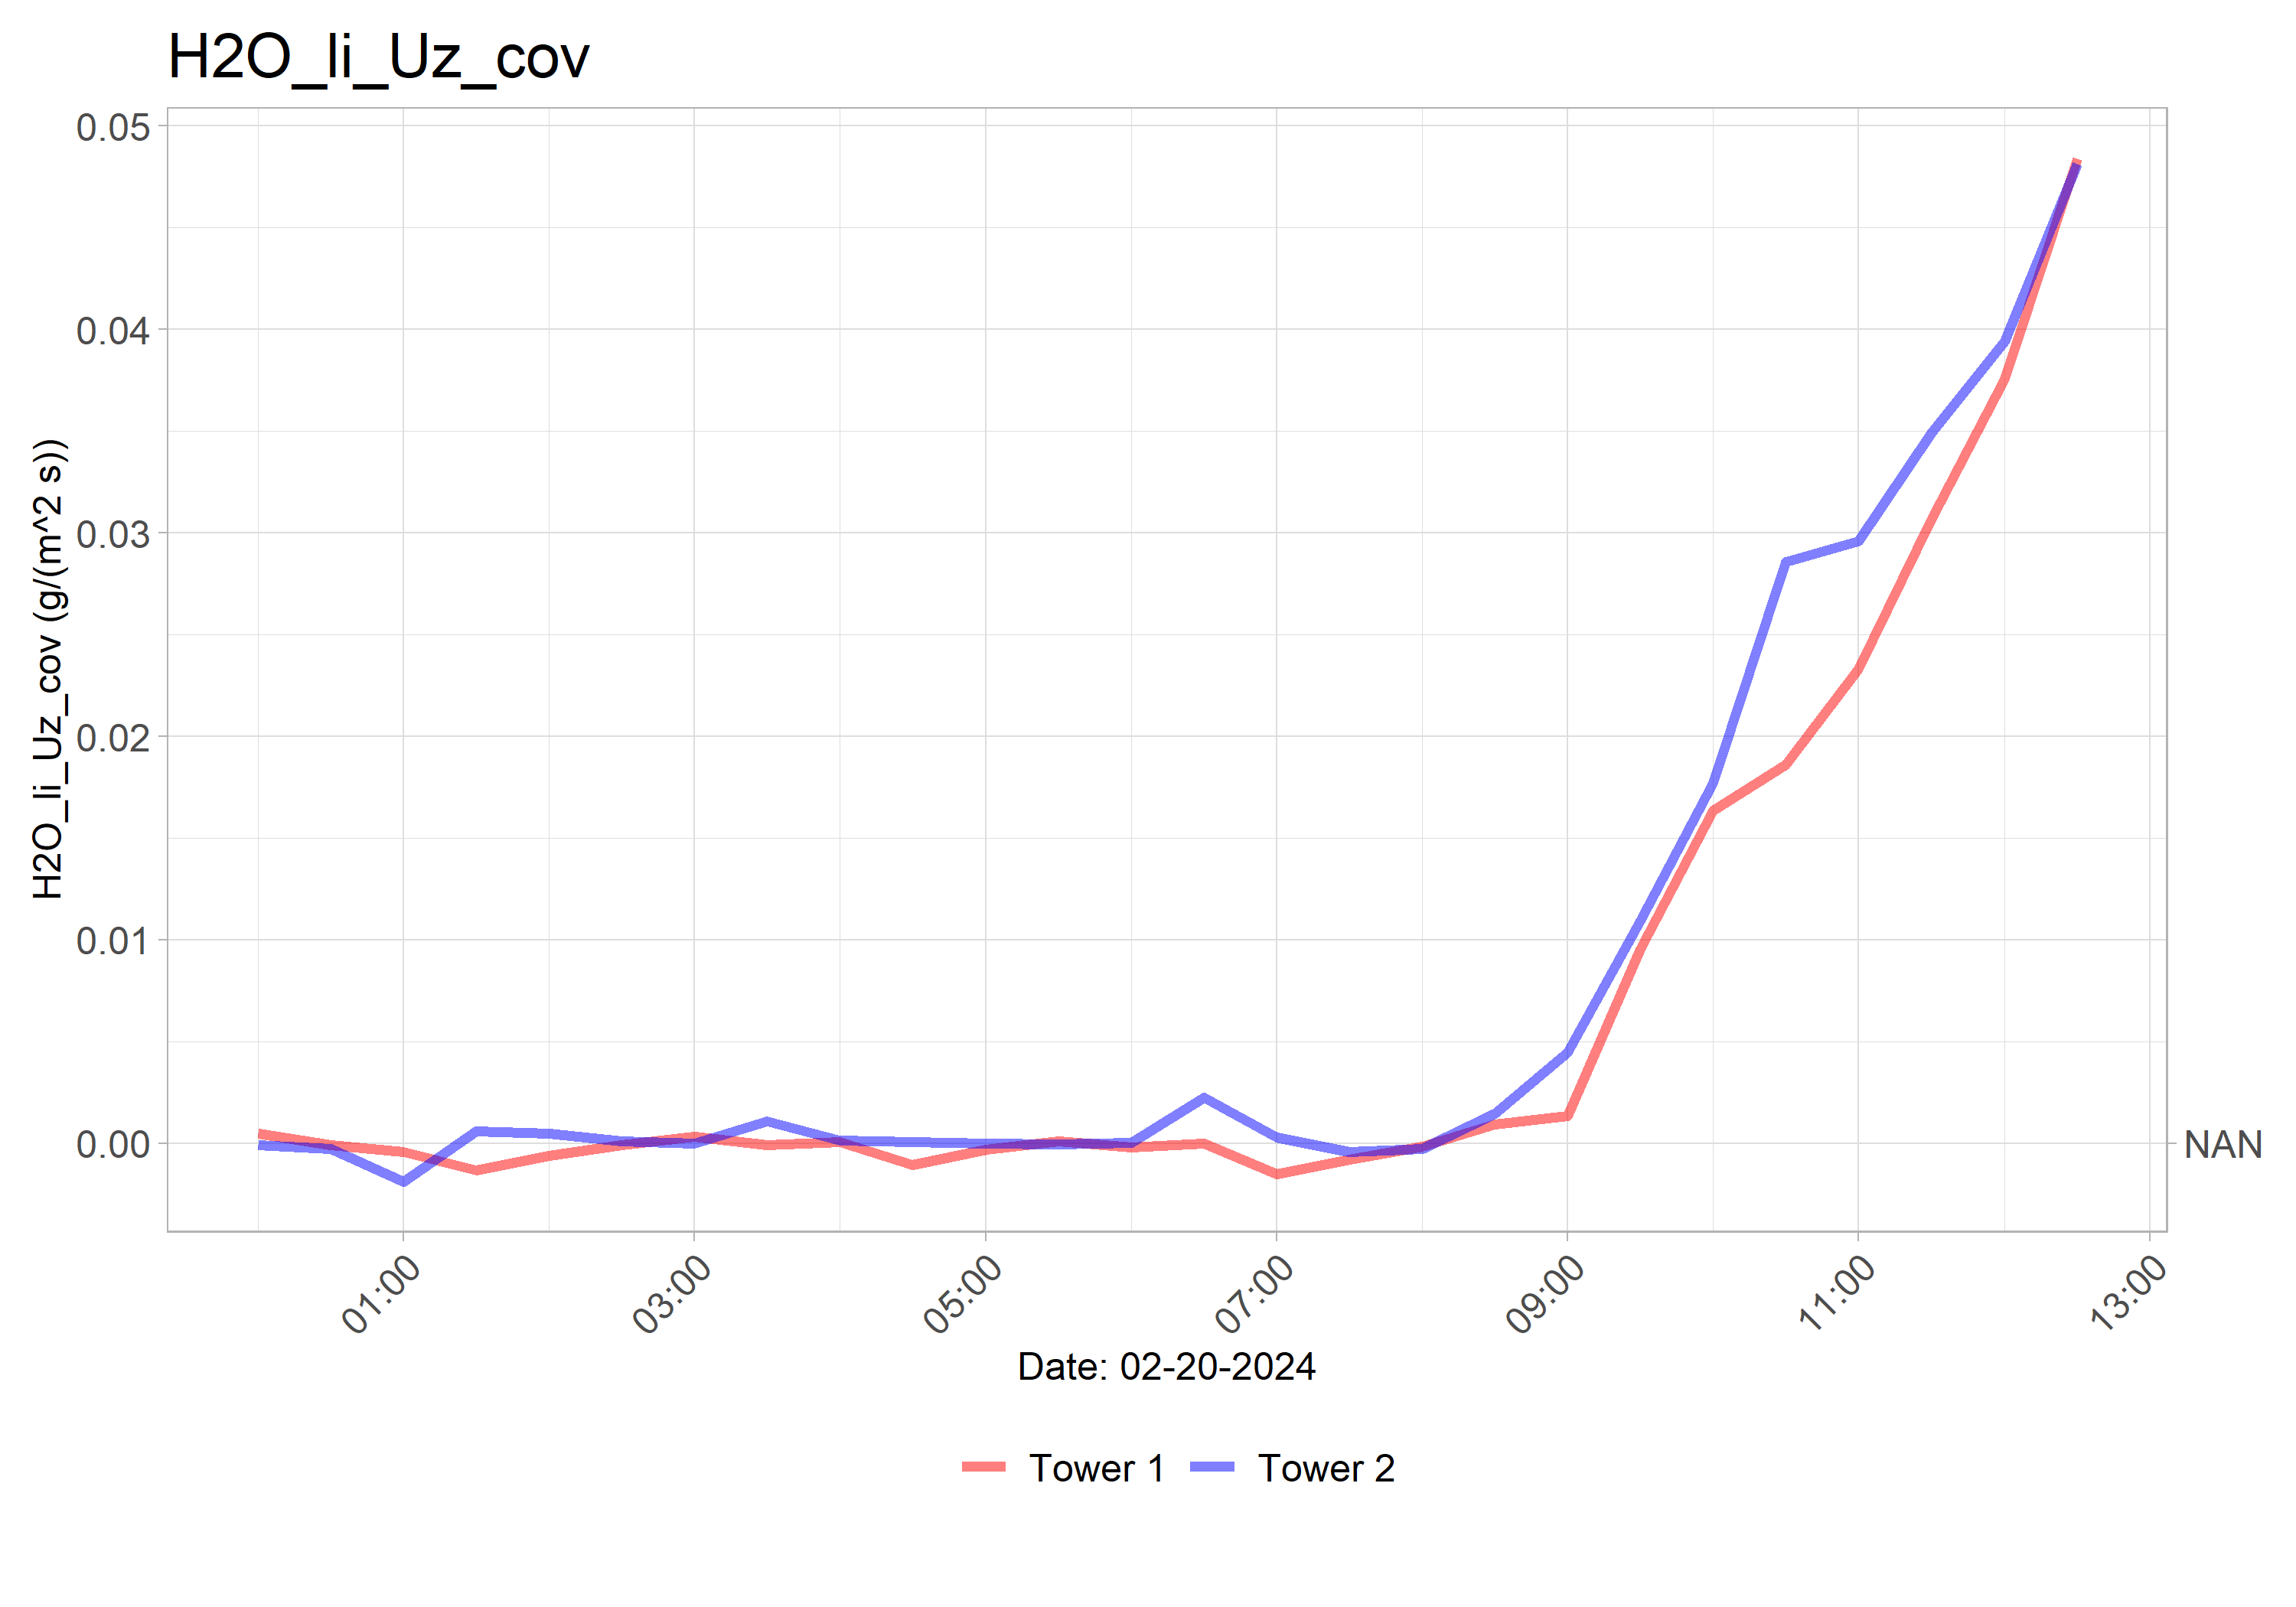 H2O_li_Uz_cov
H2O_li_Uz_cov (g/(m^2 s))
0.05
0.04
0.03
0.02
0.01
0.00
NAN
01:00
03:00
05:00
07:00
09:00
11:00
13:00
Date: 02-20-2024
Tower 1 Tower 2